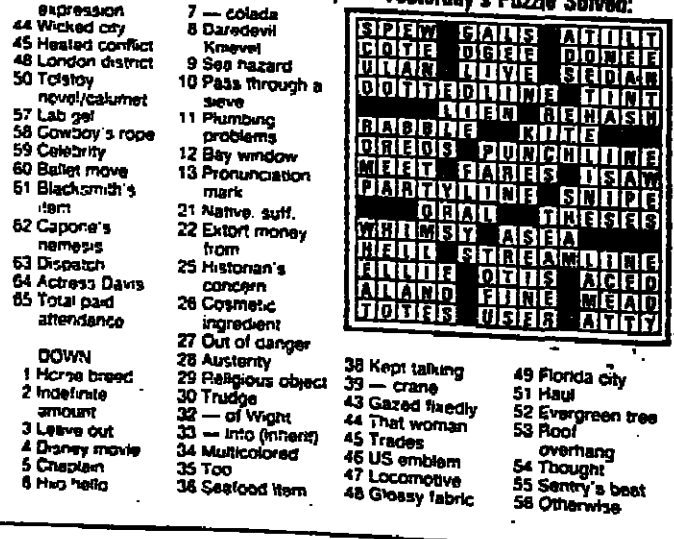 expression
44 Wicked city
45 Heated conflict
48 London district
50 Tolstoy
novel/calumet
57 Lab gel
58 Cowboy's rope
59 Celebrity
60 Ballet move
61 Blacksmith's
item
62 Capone's
nemesis
63 Dispatch
64 Actress Davis
65 Total paid
attendance
DOWN
1 Horse breed
2 Indefinite
amount
3 Leave out
4 Disney movie
5 Chaplain
6 Hilo hello
7 — colada
8 Daredevil
Knievel
9 Sea hazard
10 Pass through a
sieve
11 Plumbing
problems
12 Bay window
13 Pronunciation
mark
21 Native. suff.
22 Extort money
from
25 Historian's
concern
26 Cosmetic
ingredient
27 Out of danger
28 Austerity
29 Religious object
30 Trudge
32 — of Wight
33 — into (inherit)
34 Multicolored
35 Too
36 Seafood item
Yesterday's Puzzle Solved:
SPEW GALS ATILT
COTE OGEE DONEE
ULAN LIVE SEDAN
DOTTEDLINE TINT
LIEN REHASH
RABBLE KITE
OREOS PUNCHLINE
MEET FARES ISAW
PARTYLINE SNIPE
ORAL THESES
WHIMSY ASEA
HELL STREAMLINE
ELLIE OTIS ACED
ALAND FINE MEAD
TOTES USER ATTY
38 Kept talking
39 — crane
43 Gazed fixedly
44 That woman
45 Trades
46 US emblem
47 Locomotive
48 Glossy fabric
49 Florida city
51 Haul
52 Evergreen tree
53 Roof
overhang
54 Thought
55 Sentry's beat
56 Otherwise